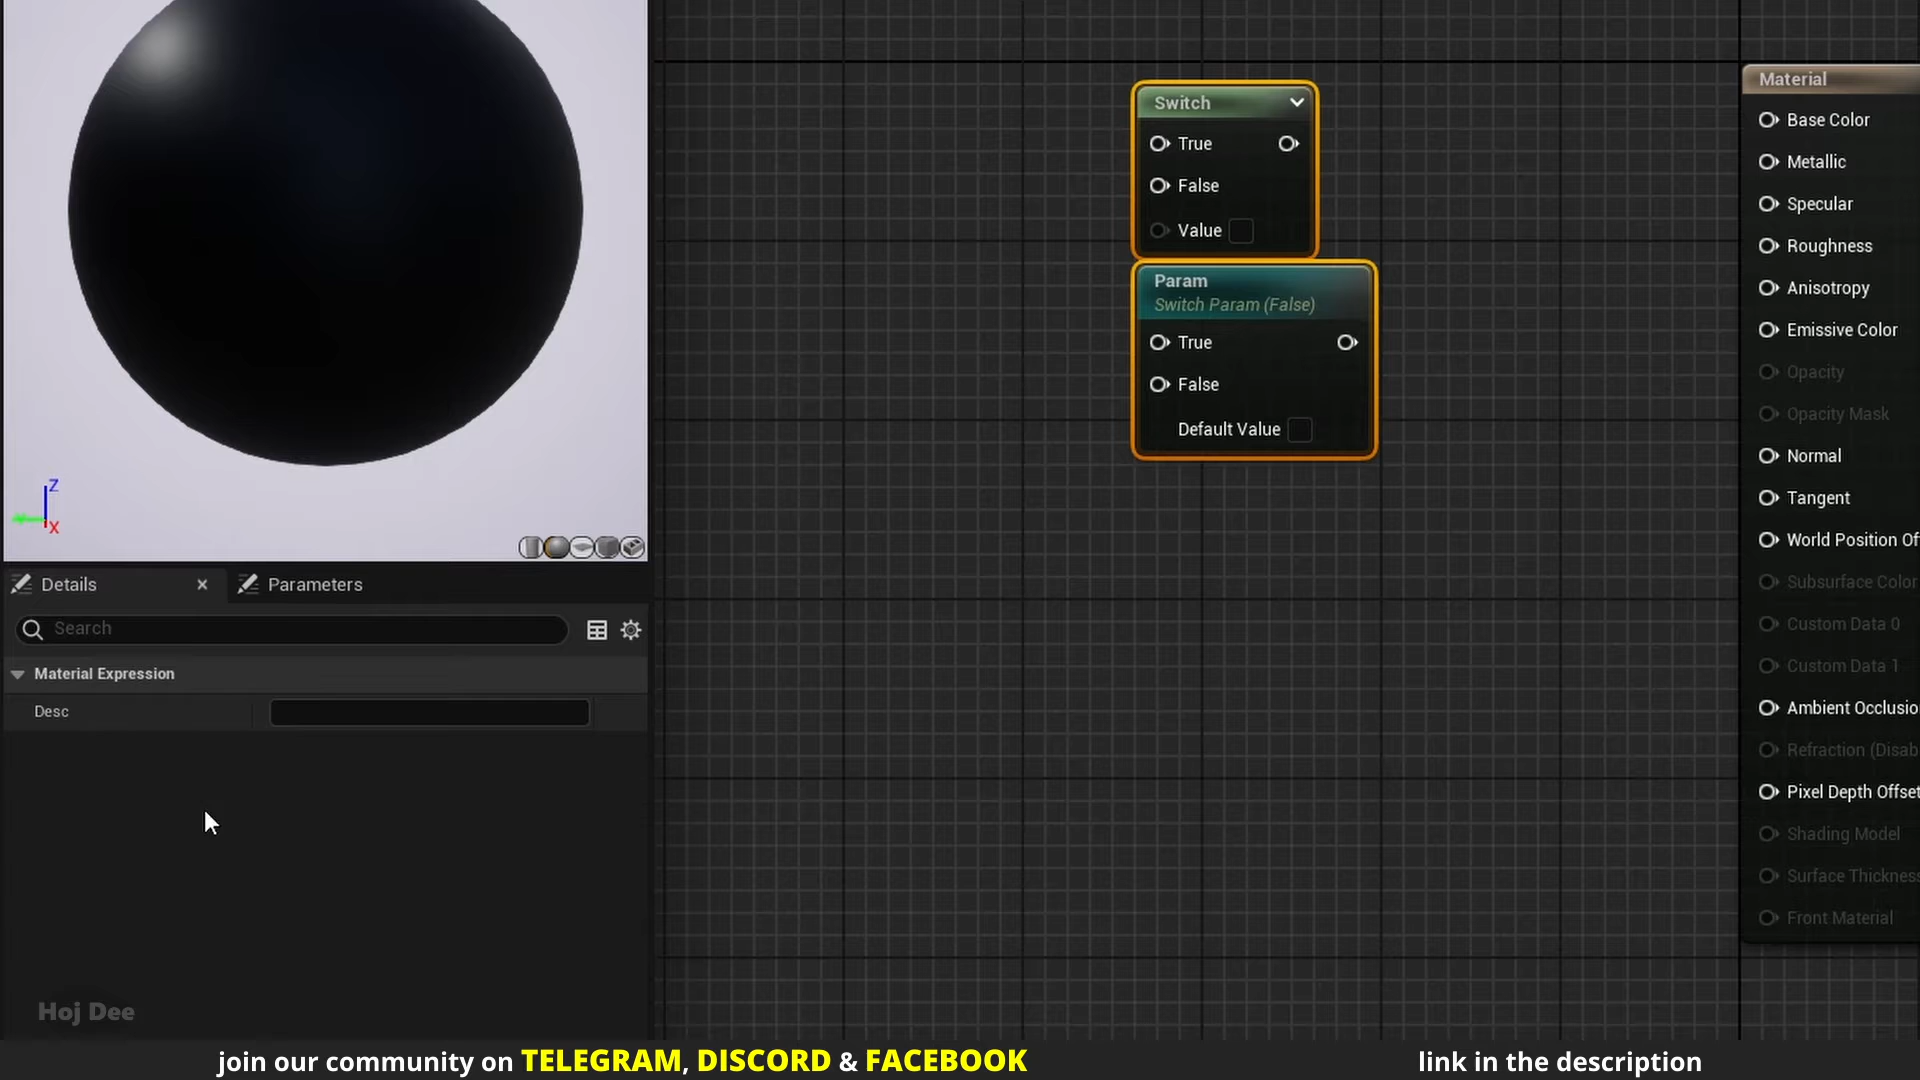 Switch
True
False
Value
Param
Switch Param (False)
True
False
Default Value
Material
Base Color
Metallic
Specular
Roughness
Anisotropy
Emissive Color
Opacity
Opacity Mask
Normal
Tangent
World Position Of
Subsurface Color
Custom Data 0
Custom Data 1
Ambient Occlusio
Refraction (Disab
Pixel Depth Offset
Shading Model
Surface Thickness
Front Material
Z
X
Details
Parameters
Search
Material Expression
Desc
Hoj Dee
join our community on TELEGRAM, DISCORD & FACEBOOK
link in the description